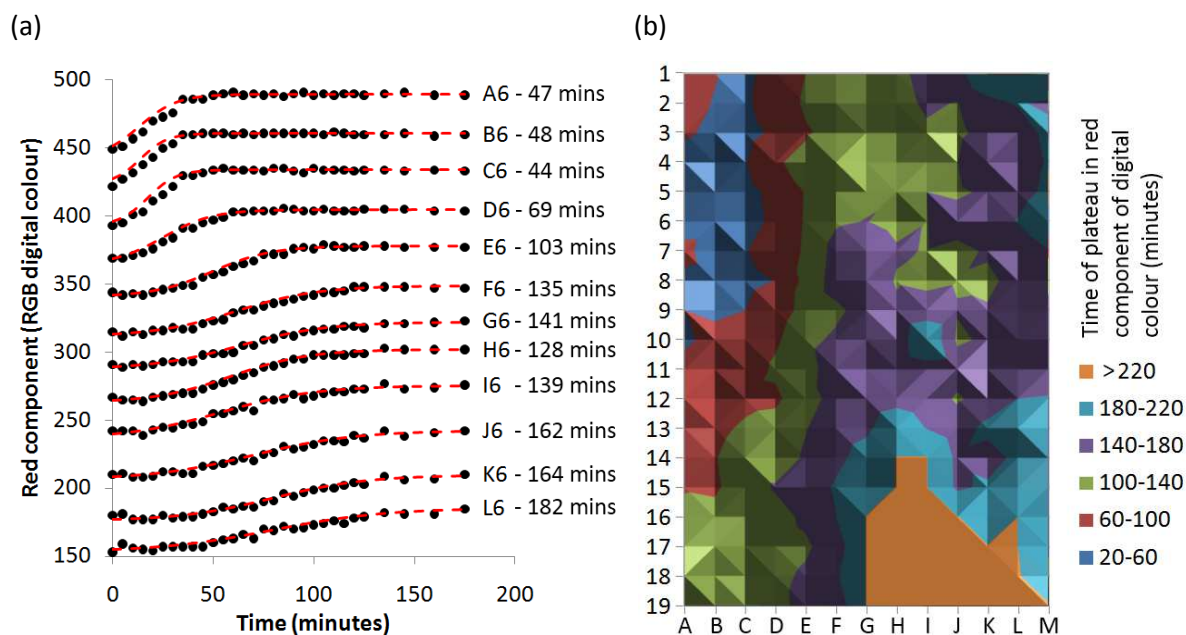 (a)
Red component (RGB digital colour)
500
450
400
350
300
250
200
150
0
50
100
150
200
Time (minutes)
A6 - 47 mins
B6 - 48 mins
C6 - 44 mins
D6 - 69 mins
E6 - 103 mins
F6 - 135 mins
G6 - 141 mins
H6 - 128 mins
I6 - 139 mins
J6 - 162 mins
K6 - 164 mins
L6 - 182 mins
(b)
1
2
3
4
5
6
7
8
9
10
11
12
13
14
15
16
17
18
19
A
B
C
D
E
F
G
H
I
J
K
L
M
Time of plateau in red
component of digital
colour (minutes)
>220
180-220
140-180
100-140
60-100
20-60